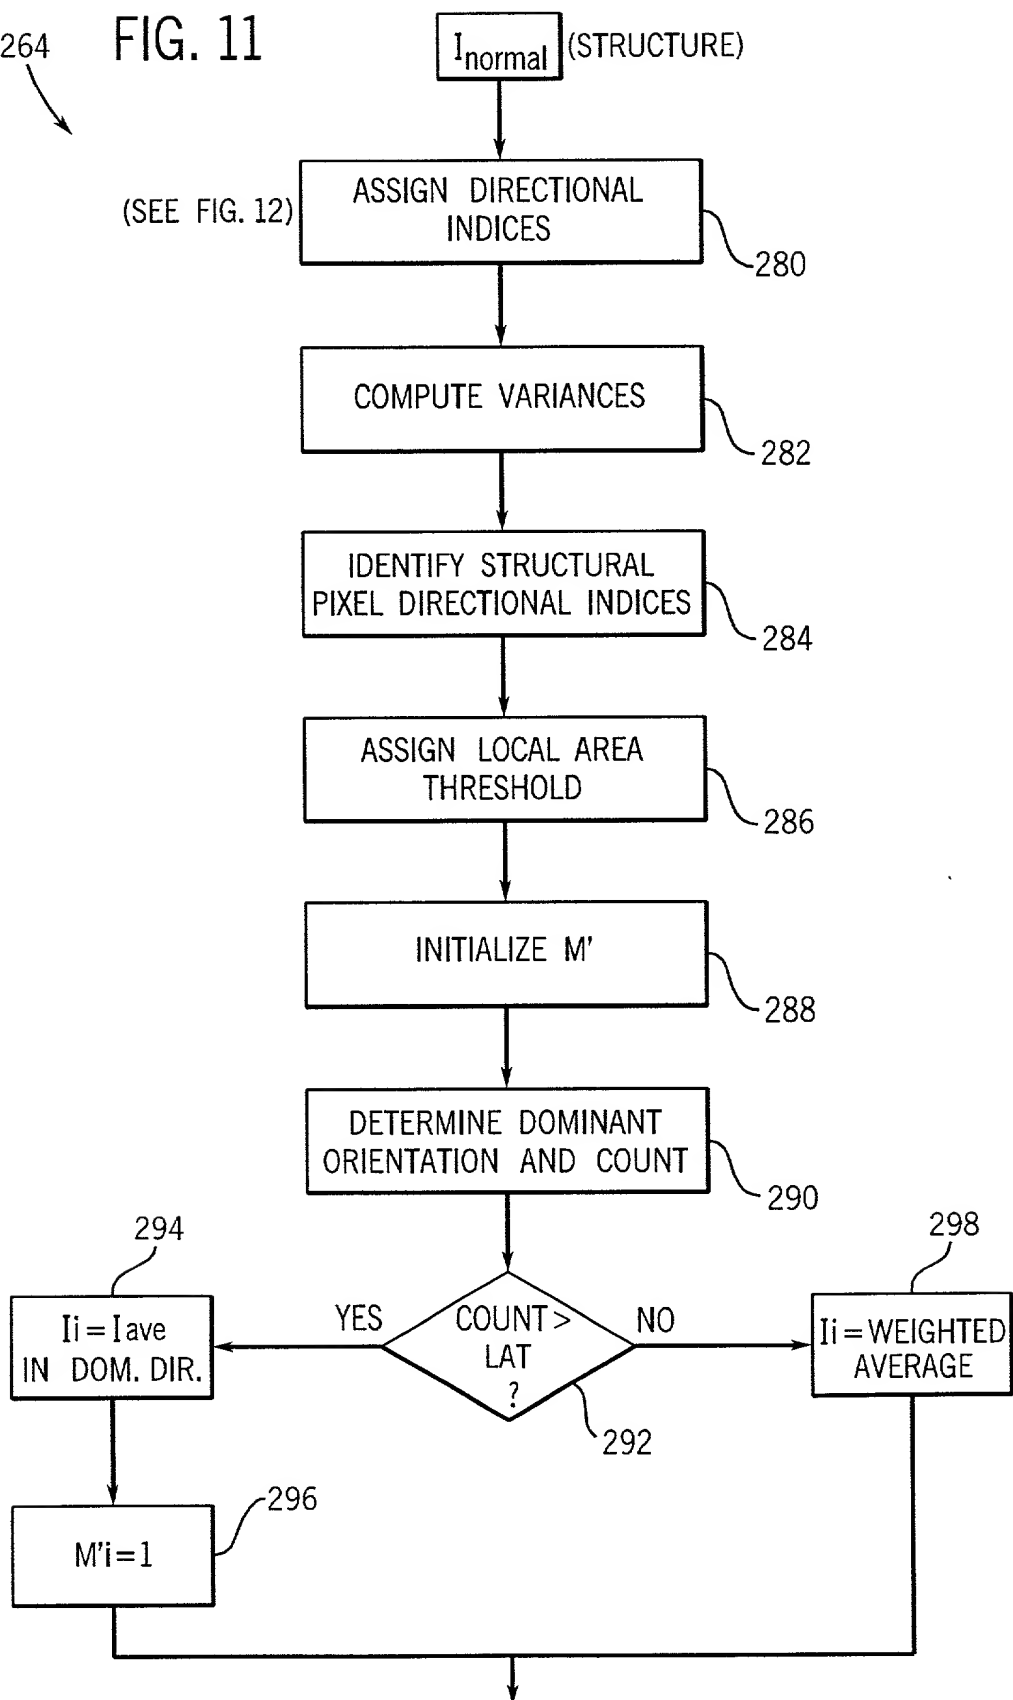 264
FIG. 11
Inormal
(STRUCTURE)
(SEE FIG. 12)
ASSIGN DIRECTIONAL
INDICES
280
COMPUTE VARIANCES
282
IDENTIFY STRUCTURAL
PIXEL DIRECTIONAL INDICES
284
ASSIGN LOCAL AREA
THRESHOLD
286
INITIALIZE M'
288
DETERMINE DOMINANT
ORIENTATION AND COUNT
290
294
298
Ii=Iave
IN DOM. DIR.
YES
COUNT>
LAT
?
NO
Ii=WEIGHTED
AVERAGE
292
296
M'i=1